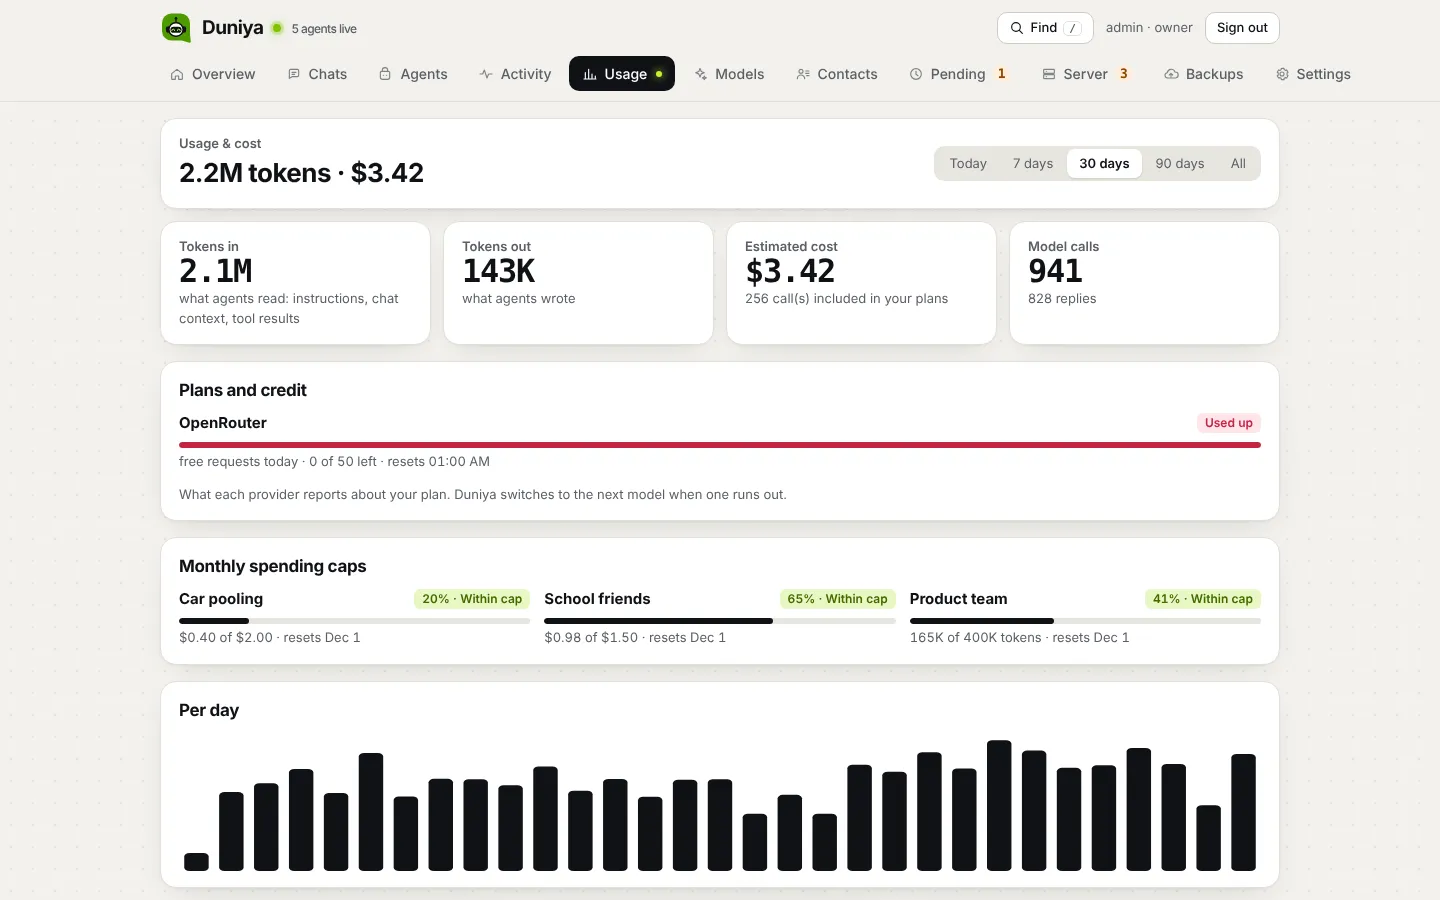 Duniya
5 agents live
Find /
admin · owner
Sign out
Overview
Chats
Agents
Activity
Usage
Models
Contacts
Pending 1
Server 3
Backups
Settings
Usage & cost
2.2M tokens · $3.42
Today
7 days
30 days
90 days
All
Tokens in
2.1M
what agents read: instructions, chat
context, tool results
Tokens out
143K
what agents wrote
Estimated cost
$3.42
256 call(s) included in your plans
Model calls
941
828 replies
Plans and credit
OpenRouter
Used up
free requests today · 0 of 50 left · resets 01:00 AM
What each provider reports about your plan. Duniya switches to the next model when one runs out.
Monthly spending caps
Car pooling
20% · Within cap
$0.40 of $2.00 · resets Dec 1
School friends
65% · Within cap
$0.98 of $1.50 · resets Dec 1
Product team
41% · Within cap
165K of 400K tokens · resets Dec 1
Per day